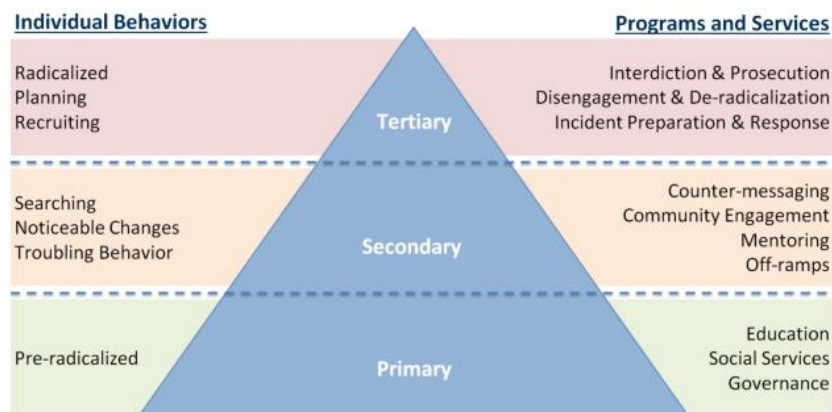 Individual Behaviors
Programs and Services
Radicalized
Planning
Recruiting
Tertiary
Interdiction & Prosecution
Disengagement & De-radicalization
Incident Preparation & Response
Searching
Noticeable Changes
Troubling Behavior
Secondary
Counter-messaging
Community Engagement
Mentoring
Off-ramps
Pre-radicalized
Primary
Education
Social Services
Governance